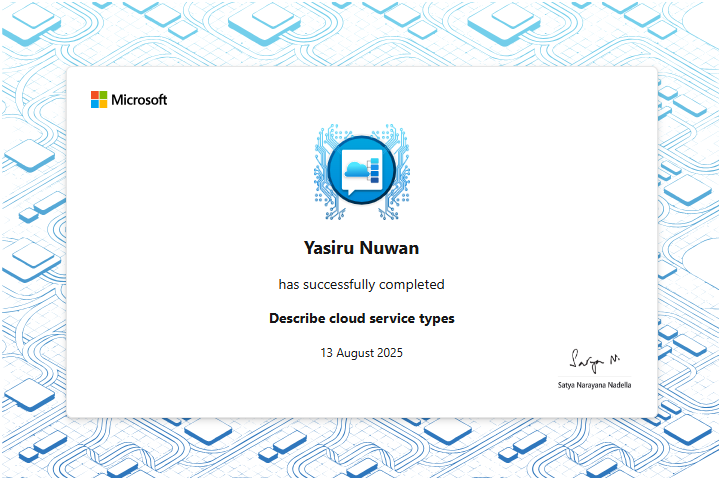 Microsoft
Yasiru Nuwan
has successfully completed
Describe cloud service types
13 August 2025
Satya N.
Satya Narayana Nadella